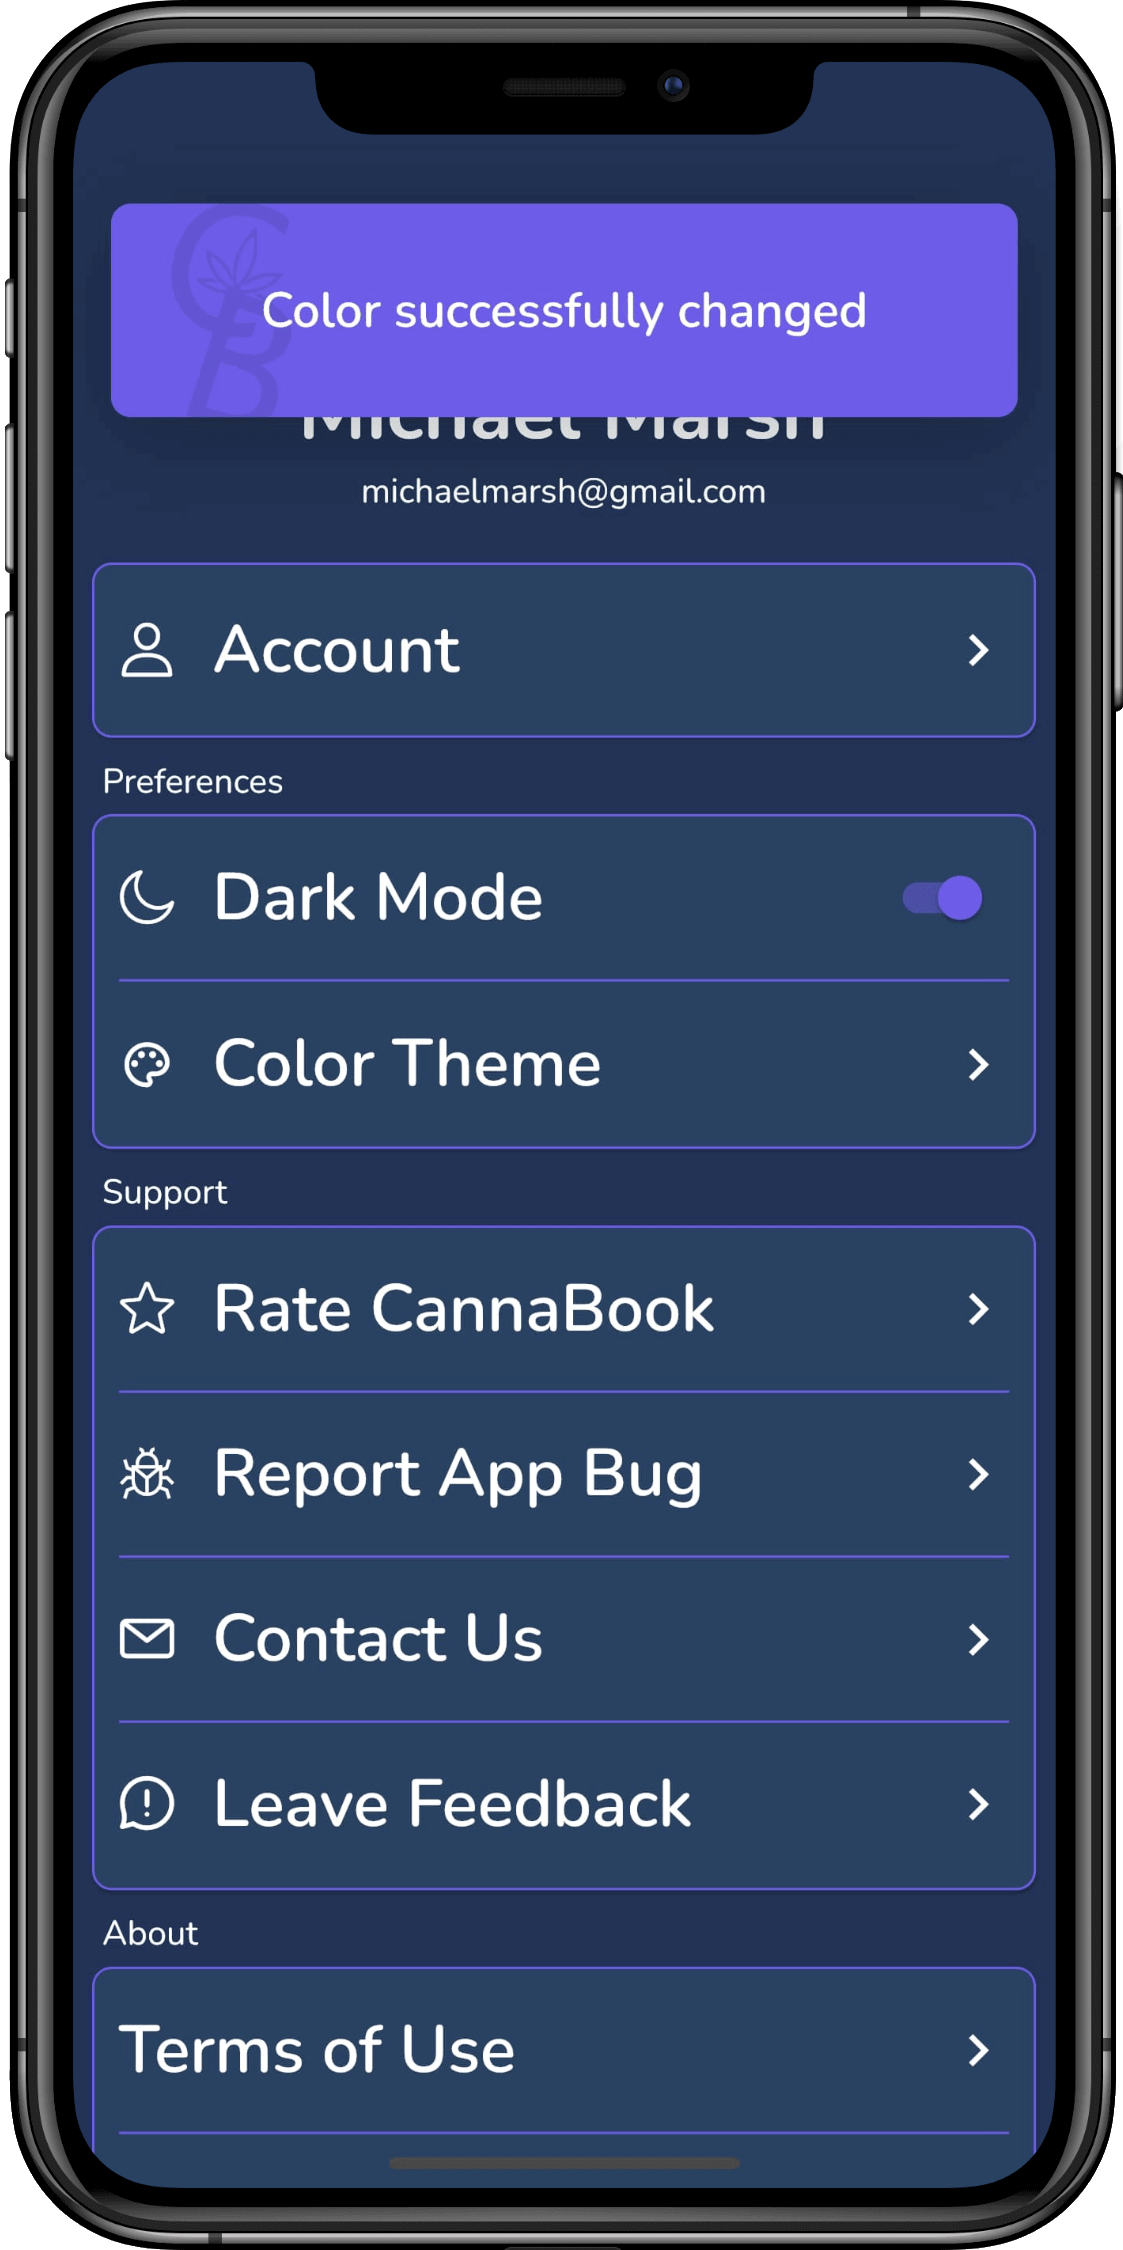 Color successfully changed
Michael Marsh
michaelmarsh@gmail.com
Account
Preferences
Dark Mode
Color Theme
Support
Rate CannaBook
Report App Bug
Contact Us
Leave Feedback
About
Terms of Use